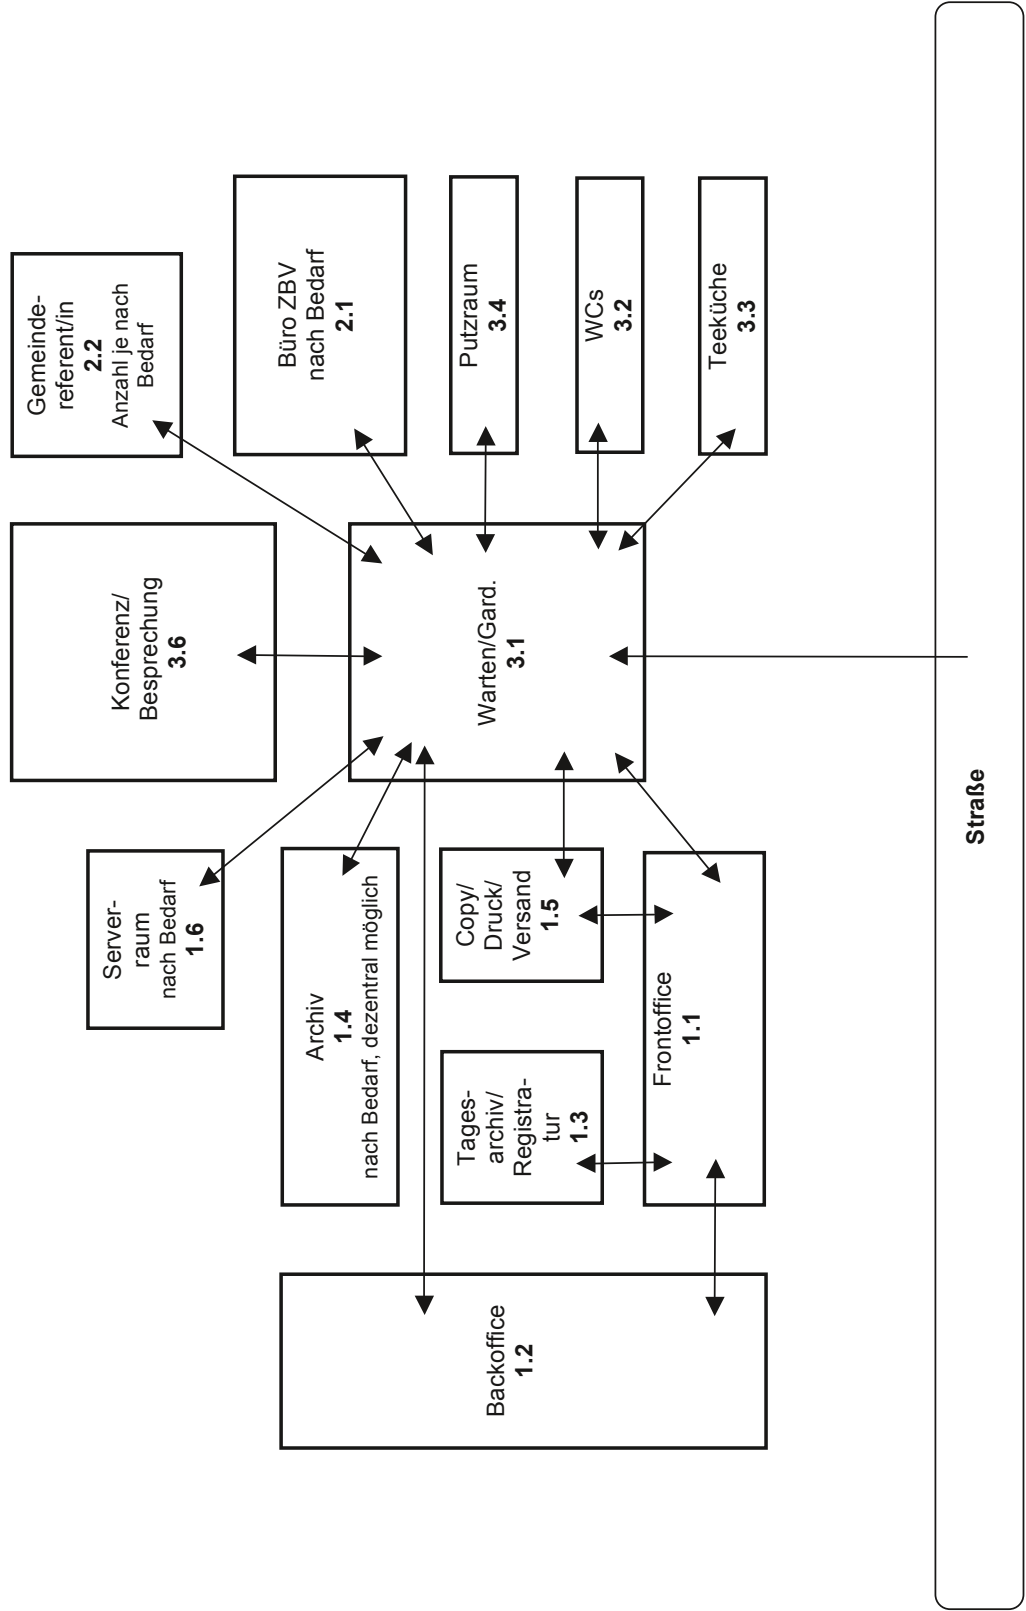 Server-
raum
nach Bedarf
1.6
Konferenz/
Besprechung
3.6
Gemeinde-
referent/in
2.2
Anzahl je nach
Bedarf
Archiv
1.4
nach Bedarf, dezentral möglich
Büro ZBV
nach Bedarf
2.1
Backoffice
1.2
Tages-
archiv/
Registra-
tur
1.3
Copy/
Druck/
Versand
1.5
Warten/Gard.
3.1
Putzraum
3.4
WCs
3.2
Frontoffice
1.1
Teeküche
3.3
Straße